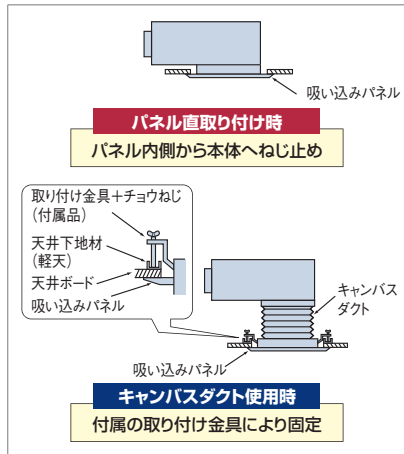 吸い込みパネル
パネル直取り付け時
パネル内側から本体へねじ止め
取り付け金具＋チョウねじ
(付属品)
天井下地材
(軽天)
天井ボード
吸い込みパネル
キャンバス
ダクト
吸い込みパネル
キャンバスダクト使用時
付属の取り付け金具により固定